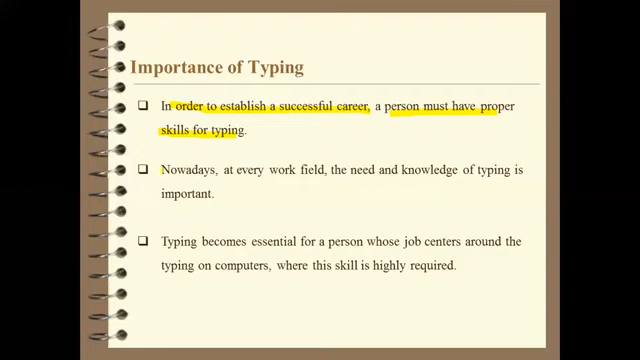 Importance of Typing
In order to establish a successful career, a person must have proper
skills for typing.
Nowadays, at every work field, the need and knowledge of typing is
important.
Typing becomes essential for a person whose job centers around the
typing on computers, where this skill is highly required.